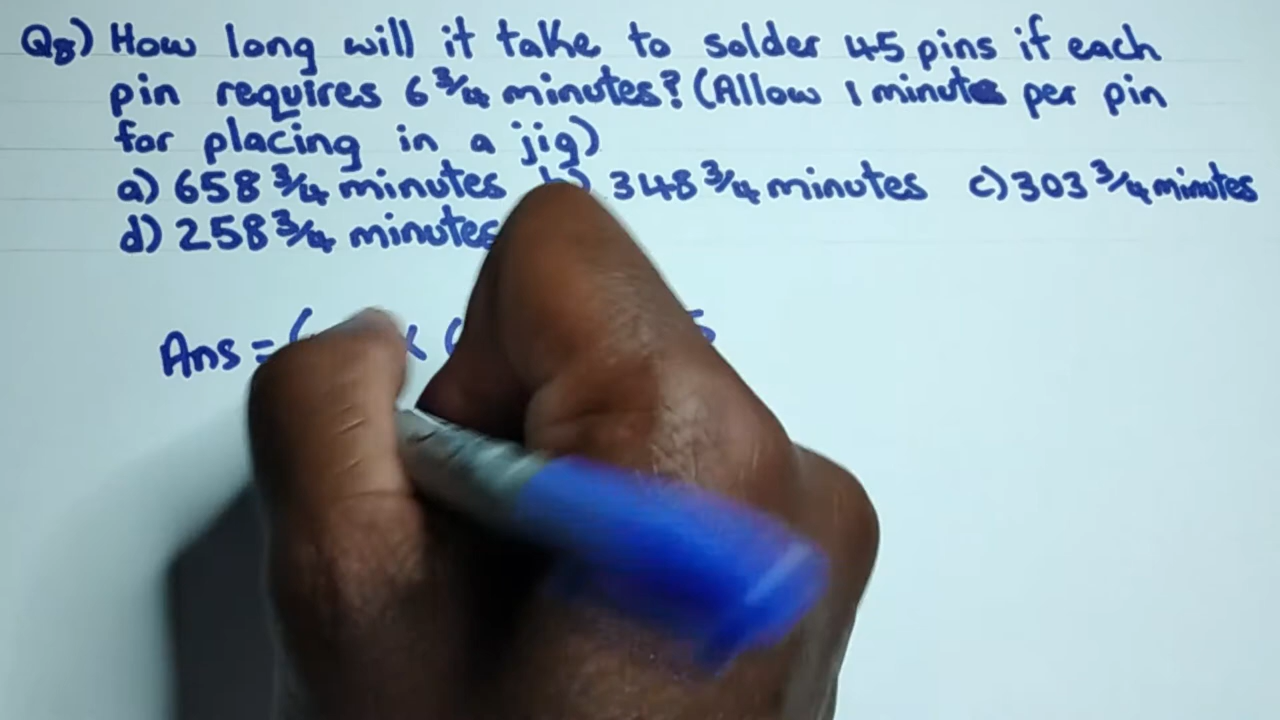 Q8) How long will it take to solder 45 pins if each
pin requires 6 3/4 minutes? (Allow 1 minute per pin
for placing in a jig)
a) 658 3/4 minutes b) 348 3/4 minutes c) 303 3/4 minutes
d) 258 3/4 minutes
Ans = ( × (